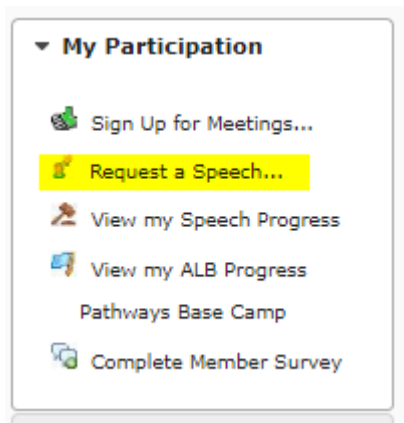 My Participation
Sign Up for Meetings...
Request a Speech...
View my Speech Progress
View my ALB Progress
Pathways Base Camp
Complete Member Survey